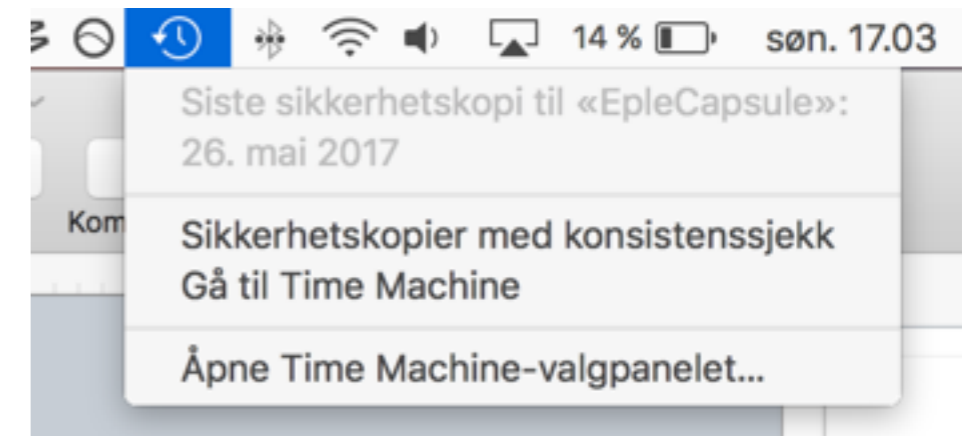 14 % søn. 17.03
Siste sikkerhetskopi til «EpleCapsule»:
26. mai 2017
Kom
Sikkerhetskopier med konsistenssjekk
Gå til Time Machine
Åpne Time Machine-valgpanelet...